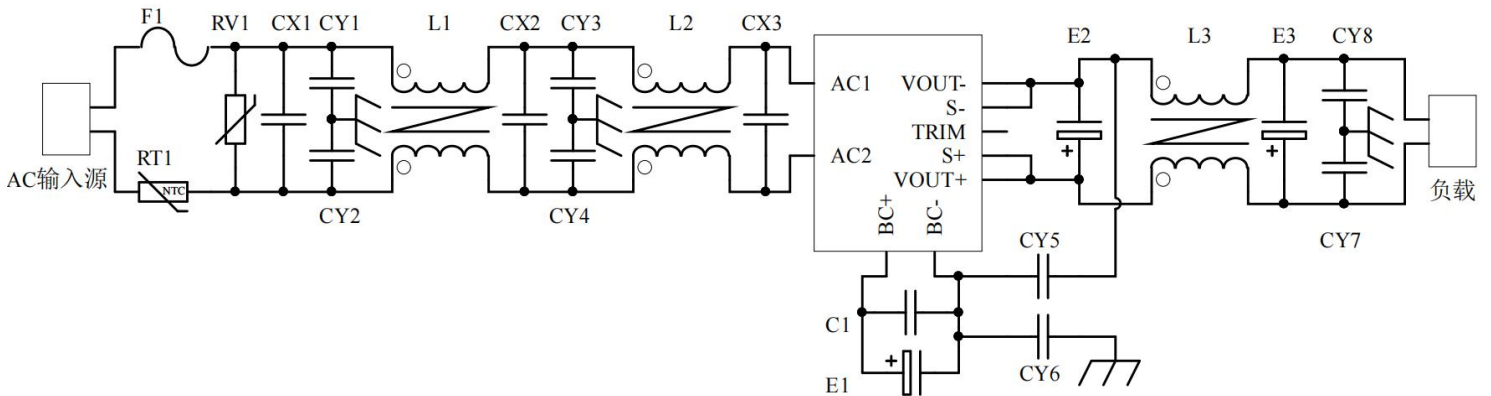 F1
RV1 CX1 CY1 L1 CX2 CY3 L2 CX3
E2 L3 E3 CY8
AC1
VOUT-
S-
TRIM
AC2
S+
VOUT+
RT1
NTC
AC输入源
负载
CY2
CY4
BC+
BC-
CY5
CY7
C1
+
E1
CY6
+
+